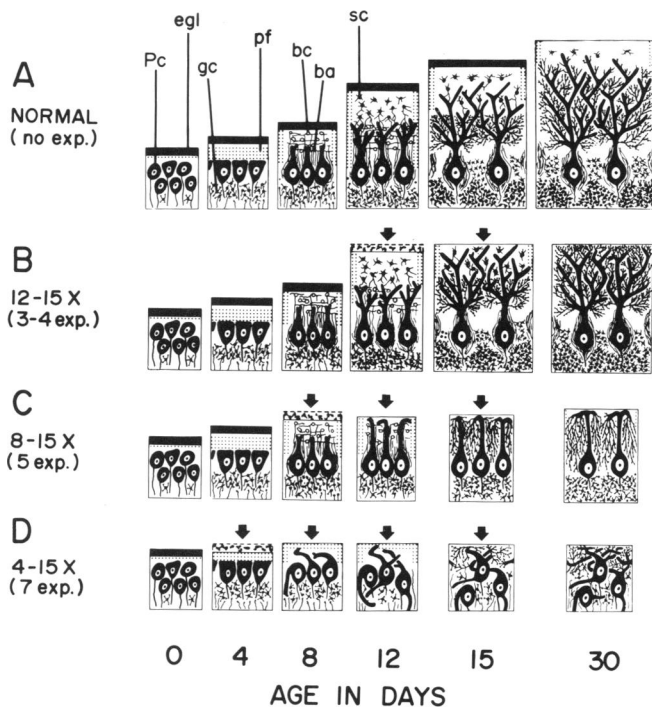 egl
sc
Pc
gc
pf
bc
ba
A
NORMAL
(no exp.)
B
12-15 X
(3-4 exp.)
C
8-15 X
(5 exp.)
D
4-15 X
(7 exp.)
0 4 8 12 15 30
AGE IN DAYS